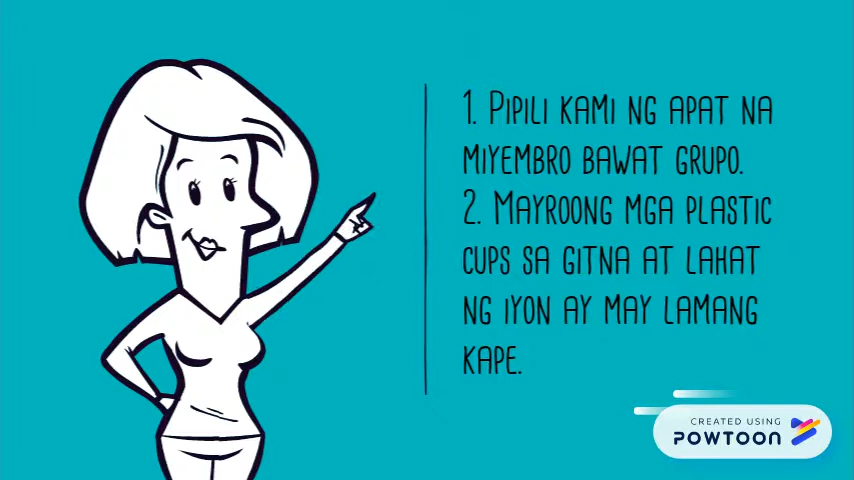 1. PIPILI KAMI NG APAT NA
MIYEMBRO BAWAT GRUPO.
2. MAYROONG MGA PLASTIC
CUPS SA GITNA AT LAHAT
NG IYON AY MAY LAMANG
KAPE.
CREATED USING
POWTOON